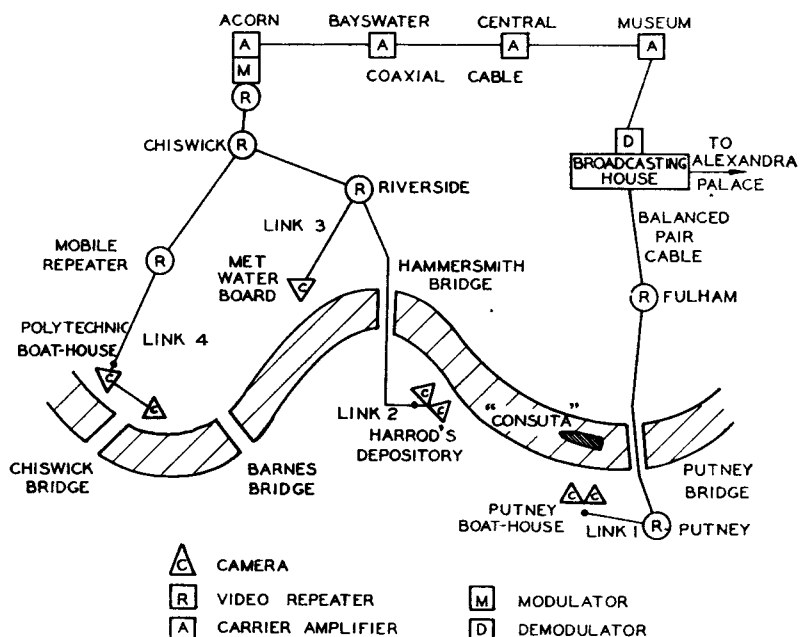 ACORN
BAYSWATER
CENTRAL
MUSEUM
A
A
A
A
M
COAXIAL CABLE
R
D
CHISWICK
R
BROADCASTING
HOUSE
TO
ALEXANDRA
PALACE
R
RIVERSIDE
LINK 3
BALANCED
PAIR
CABLE
MOBILE
REPEATER
R
MET
WATER
BOARD
C
HAMMERSMITH
BRIDGE
R
FULHAM
POLYTECHNIC
BOAT-HOUSE
LINK 4
C
C
LINK 2
C
C
HARROD'S
DEPOSITORY
"CONSUTA"
CHISWICK
BRIDGE
BARNES
BRIDGE
PUTNEY
BRIDGE
C
C
PUTNEY
BOAT-HOUSE
LINK 1
R
PUTNEY
C
CAMERA
R
VIDEO REPEATER
M
MODULATOR
A
CARRIER AMPLIFIER
D
DEMODULATOR